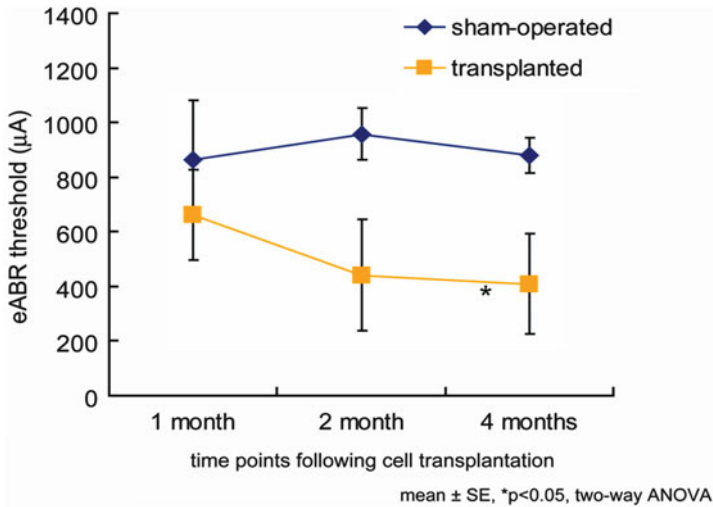 1400
1200
1000
800
600
400
200
0
eABR threshold (μA)
sham-operated
transplanted
*
1 month 2 month 4 months
time points following cell transplantation
mean ± SE, *p<0.05, two-way ANOVA